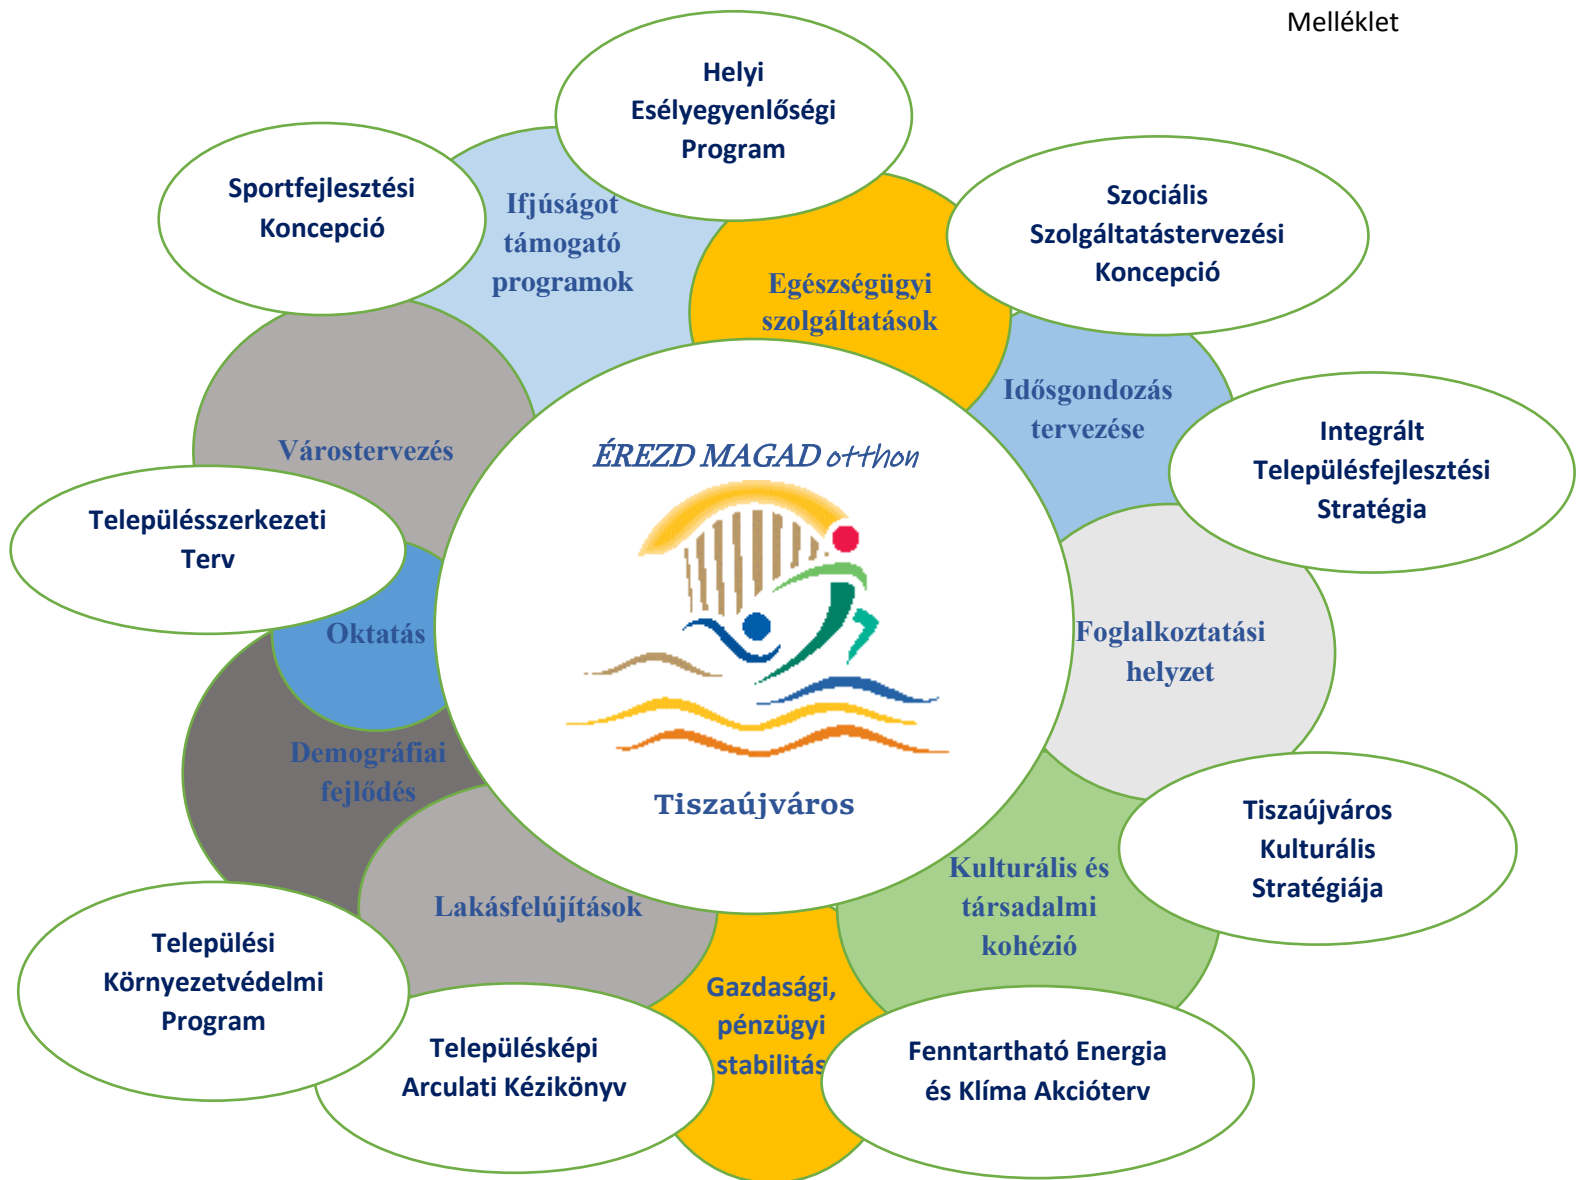 Melléklet
Helyi
Esélyegyenlőségi
Program
Sportfejlesztési
Koncepció
Ifjúságot
támogató
programok
Egészségügyi
szolgáltatások
Szociális
Szolgáltatástervezési
Koncepció
Idősgondozás
tervezése
Integrált
Településfejlesztési
Stratégia
Várostervezés
ÉREZD MAGAD otthon
Településszerkezeti
Terv
Oktatás
Foglalkoztatási
helyzet
Demográfiai
fejlődés
Tiszaújváros
Tiszaújváros
Kulturális
Stratégiája
Kulturális és
társadalmi
kohézió
Lakásfelújítások
Települési
Környezetvédelmi
Program
Gazdasági,
pénzügyi
stabilitás
Településképi
Arculati Kézikönyv
Fenntartható Energia
és Klíma Akcióterv